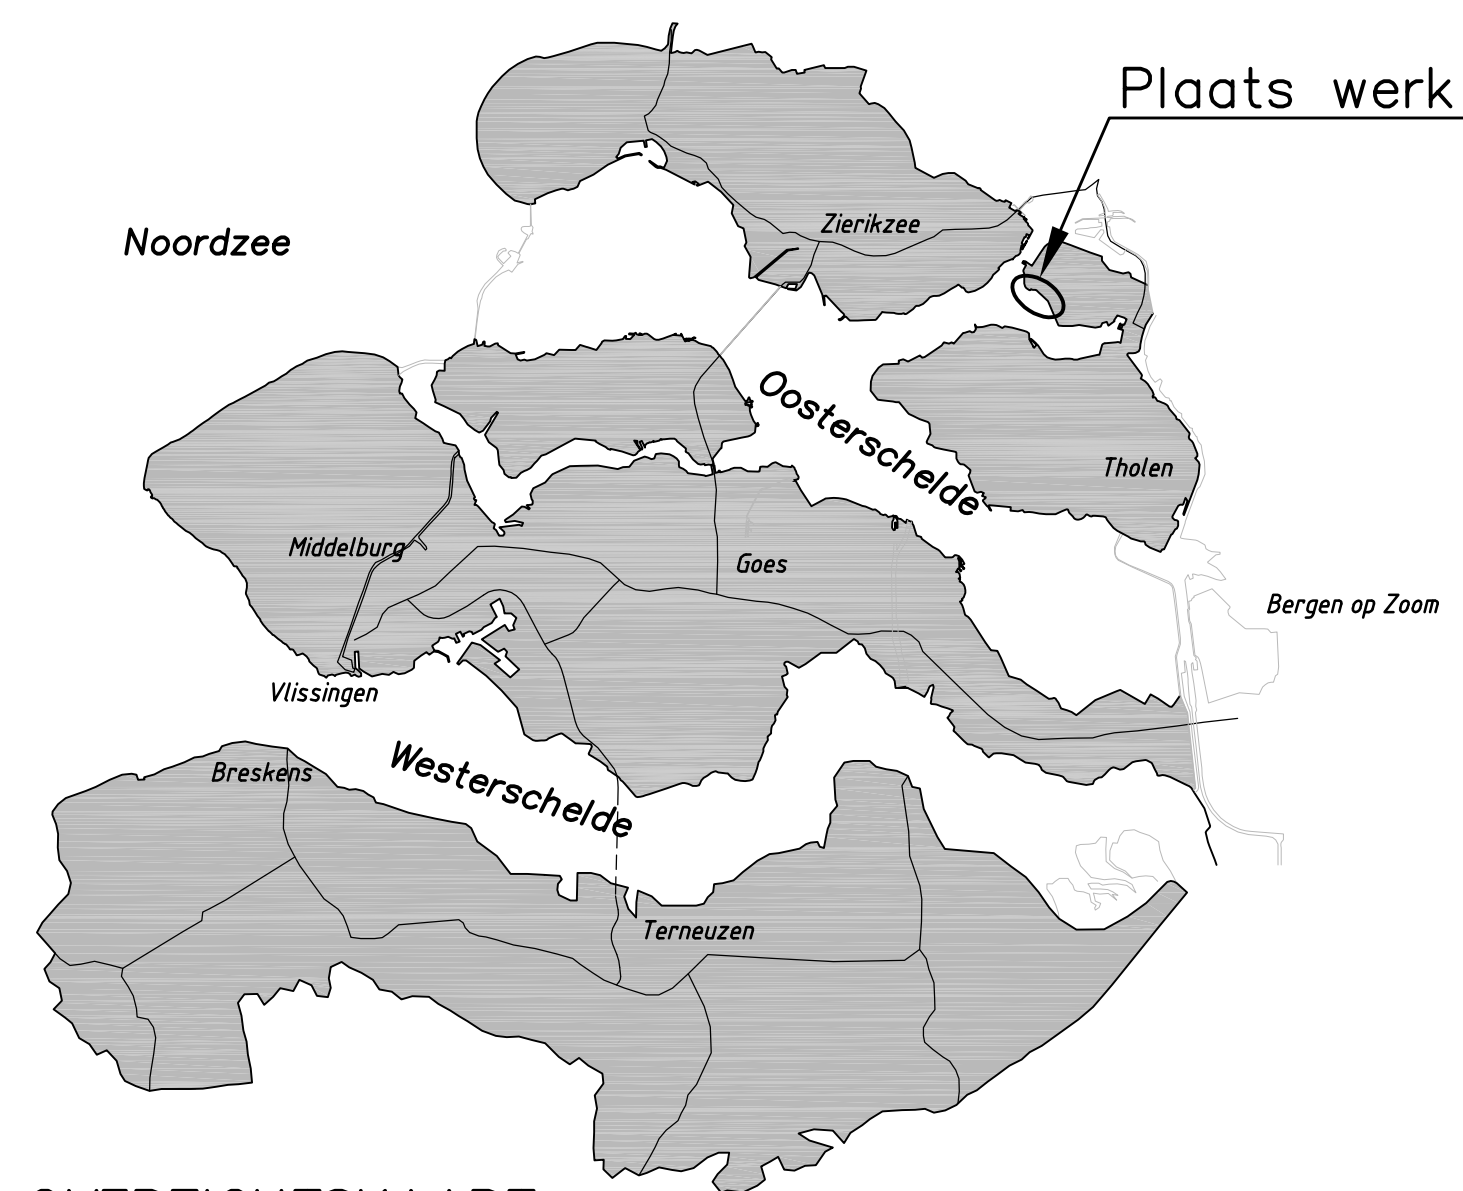 Plaats werk
Noordzee
Zierikzee
Oosterschelde
Tholen
Middelburg
Goes
Bergen op Zoom
Vlissingen
Westerschelde
Breskens
Terneuzen